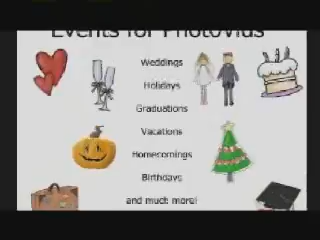 Events for PhotoVids
Weddings
Holidays
Graduations
Vacations
Homecomings
Birthdays
and much more!